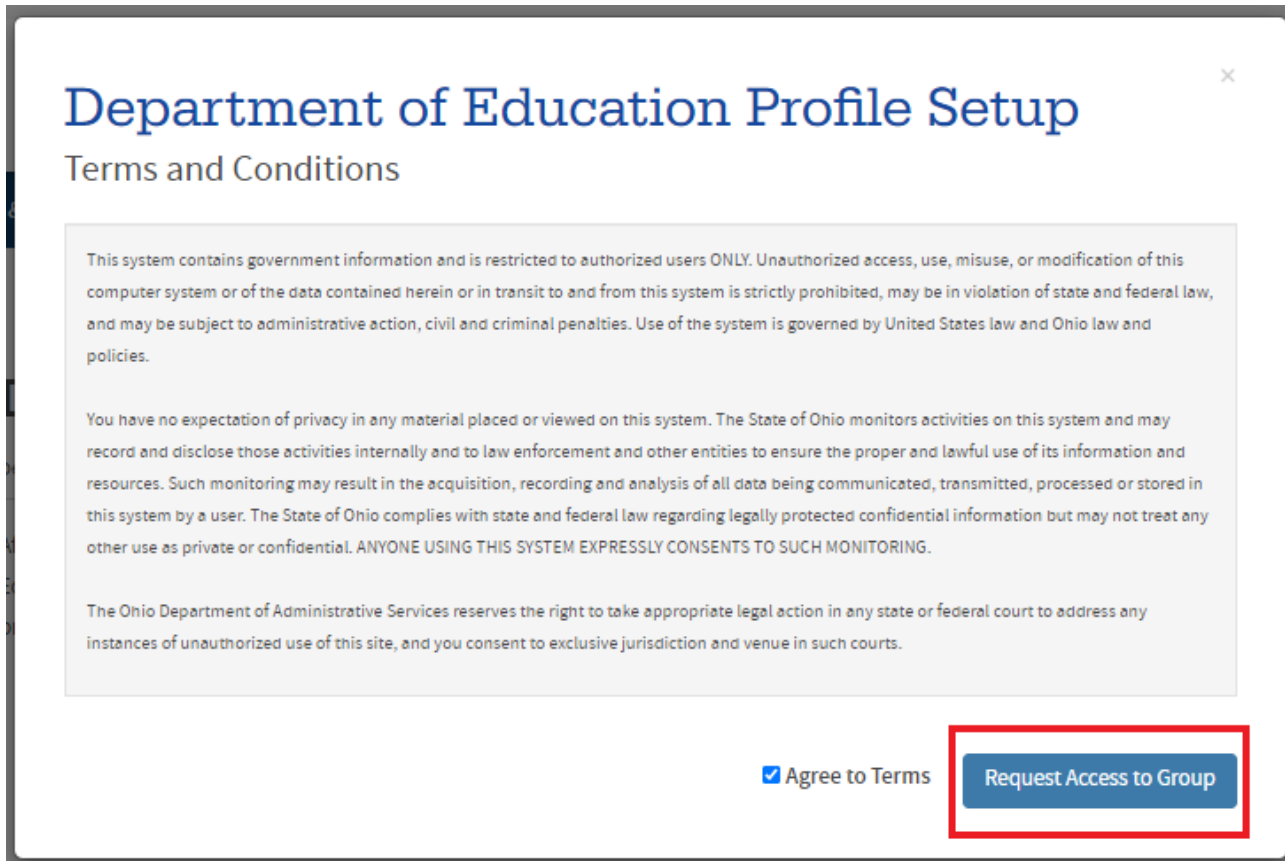 ×
Department of Education Profile Setup
Terms and Conditions
This system contains government information and is restricted to authorized users ONLY. Unauthorized access, use, misuse, or modification of this
computer system or of the data contained herein or in transit to and from this system is strictly prohibited, may be in violation of state and federal law,
and may be subject to administrative action, civil and criminal penalties. Use of the system is governed by United States law and Ohio law and
policies.
You have no expectation of privacy in any material placed or viewed on this system. The State of Ohio monitors activities on this system and may
record and disclose those activities internally and to law enforcement and other entities to ensure the proper and lawful use of its information and
resources. Such monitoring may result in the acquisition, recording and analysis of all data being communicated, transmitted, processed or stored in
this system by a user. The State of Ohio complies with state and federal law regarding legally protected confidential information but may not treat any
other use as private or confidential. ANYONE USING THIS SYSTEM EXPRESSLY CONSENTS TO SUCH MONITORING.
The Ohio Department of Administrative Services reserves the right to take appropriate legal action in any state or federal court to address any
instances of unauthorized use of this site, and you consent to exclusive jurisdiction and venue in such courts.
Agree to Terms Request Access to Group